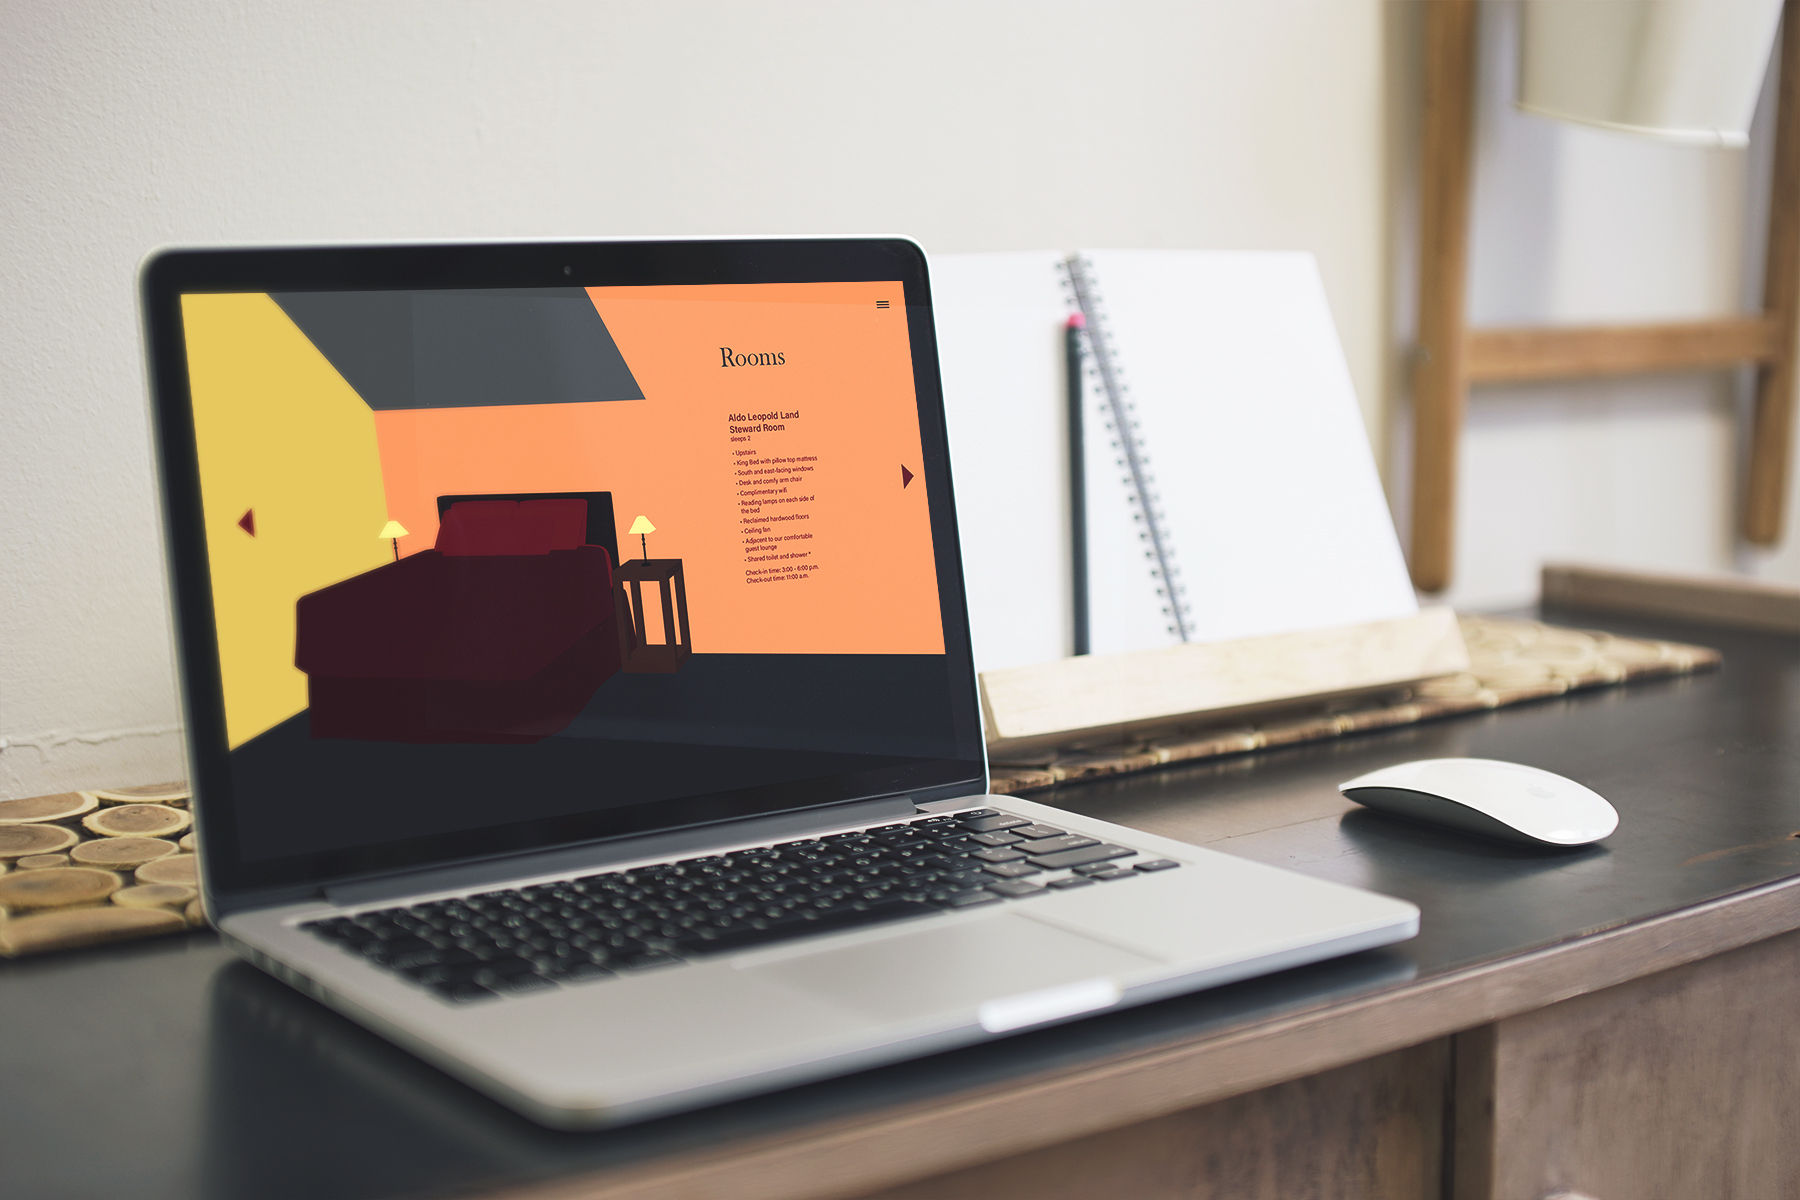 Rooms
Aldo Leopold Land
Steward Room
sleeps 2
• Upstairs
• King Bed with pillow top mattress
• South and east-facing windows
• Desk and comfy arm chair
• Complimentary wifi
• Reading lamps on each side of
the bed
• Reclaimed hardwood floors
• Ceiling fan
• Adjacent to our comfortable
guest lounge
• Shared toilet and shower*
Check-in time: 3:00 - 6:00 p.m.
Check-out time: 11:00 a.m.